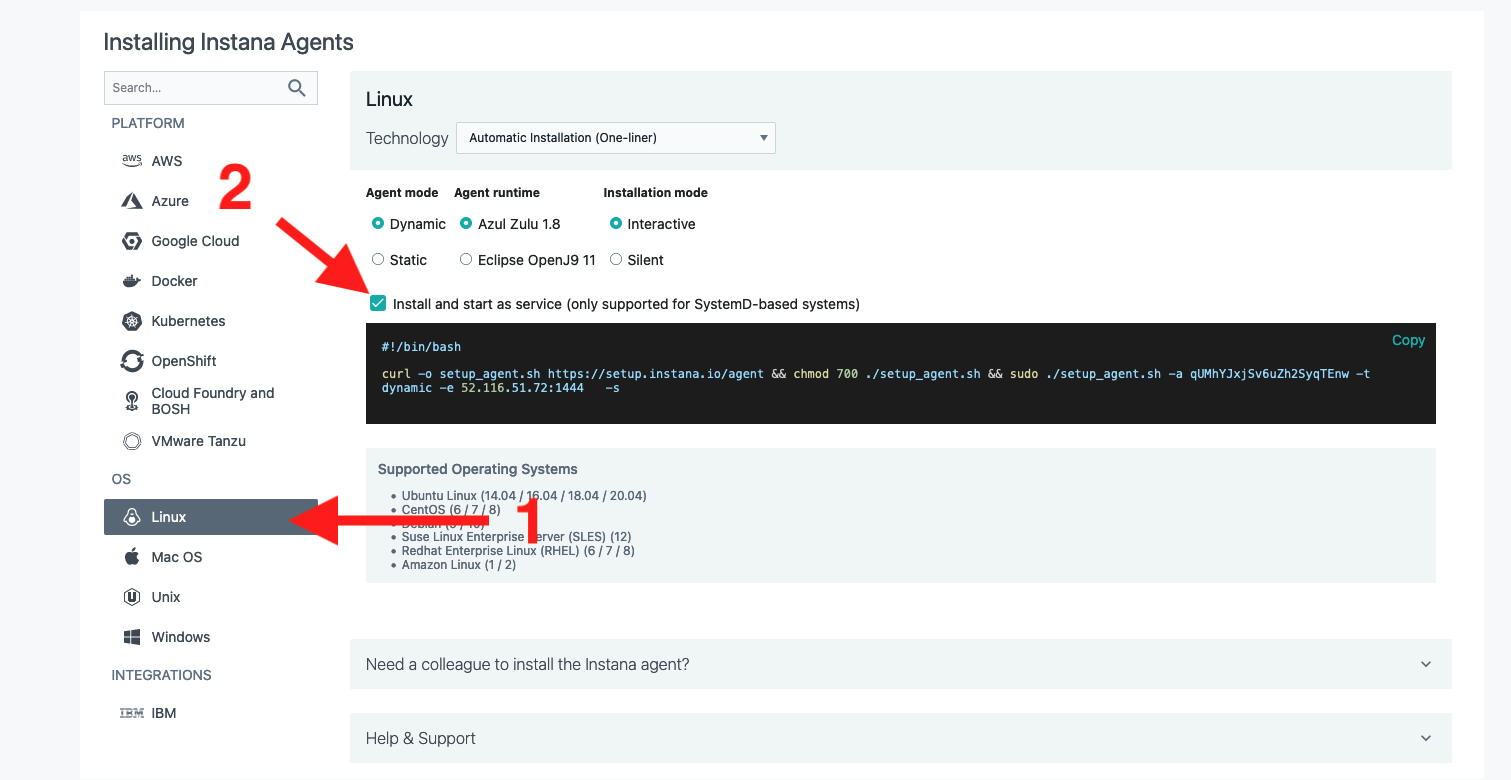 Installing Instana Agents
Search...
PLATFORM
aws AWS
Azure
Google Cloud
Docker
Kubernetes
OpenShift
Cloud Foundry and
BOSH
VMware Tanzu
OS
Linux
Mac OS
Unix
Windows
INTEGRATIONS
IBM IBM
2
1
Linux
Technology Automatic Installation (One-liner)
Agent mode Agent runtime Installation mode
Dynamic Azul Zulu 1.8 Interactive
Static Eclipse OpenJ9 11 Silent
Install and start as service (only supported for SystemD-based systems)
Copy
#!/bin/bash
curl -o setup_agent.sh https://setup.instana.io/agent && chmod 700 ./setup_agent.sh && sudo ./setup_agent.sh -a qUMhYJxjSv6uZh2SyqTEnw -t
dynamic -e 52.116.51.72:1444 -s
Supported Operating Systems
• Ubuntu Linux (14.04 / 16.04 / 18.04 / 20.04)
• CentOS (6 / 7 / 8)
• Debian
• Suse Linux Enterprise Server (SLES) (12)
• Redhat Enterprise Linux (RHEL) (6 / 7 / 8)
• Amazon Linux (1 / 2)
Need a colleague to install the Instana agent?
Help & Support